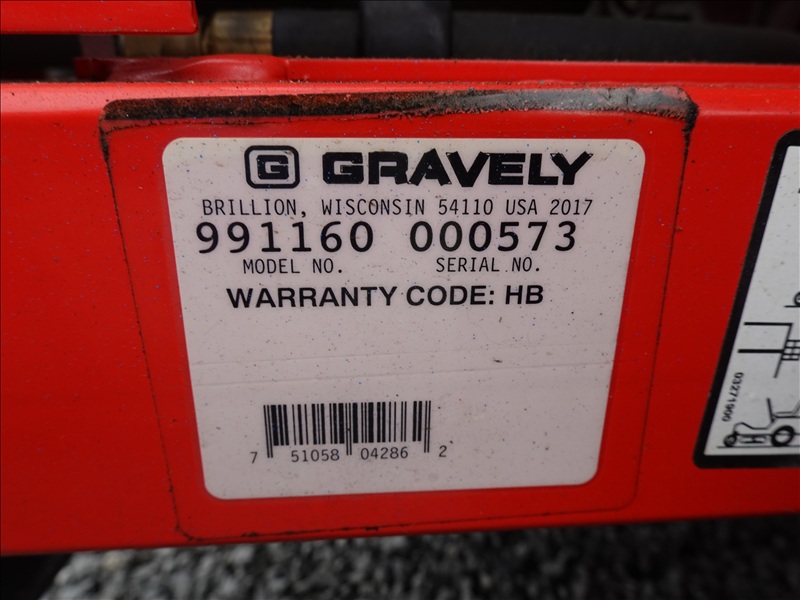 G GRAVELY
BRILLION, WISCONSIN 54110 USA 2017
991160 000573
MODEL NO. SERIAL NO.
WARRANTY CODE: HB
7 51058 04286 2
03271900